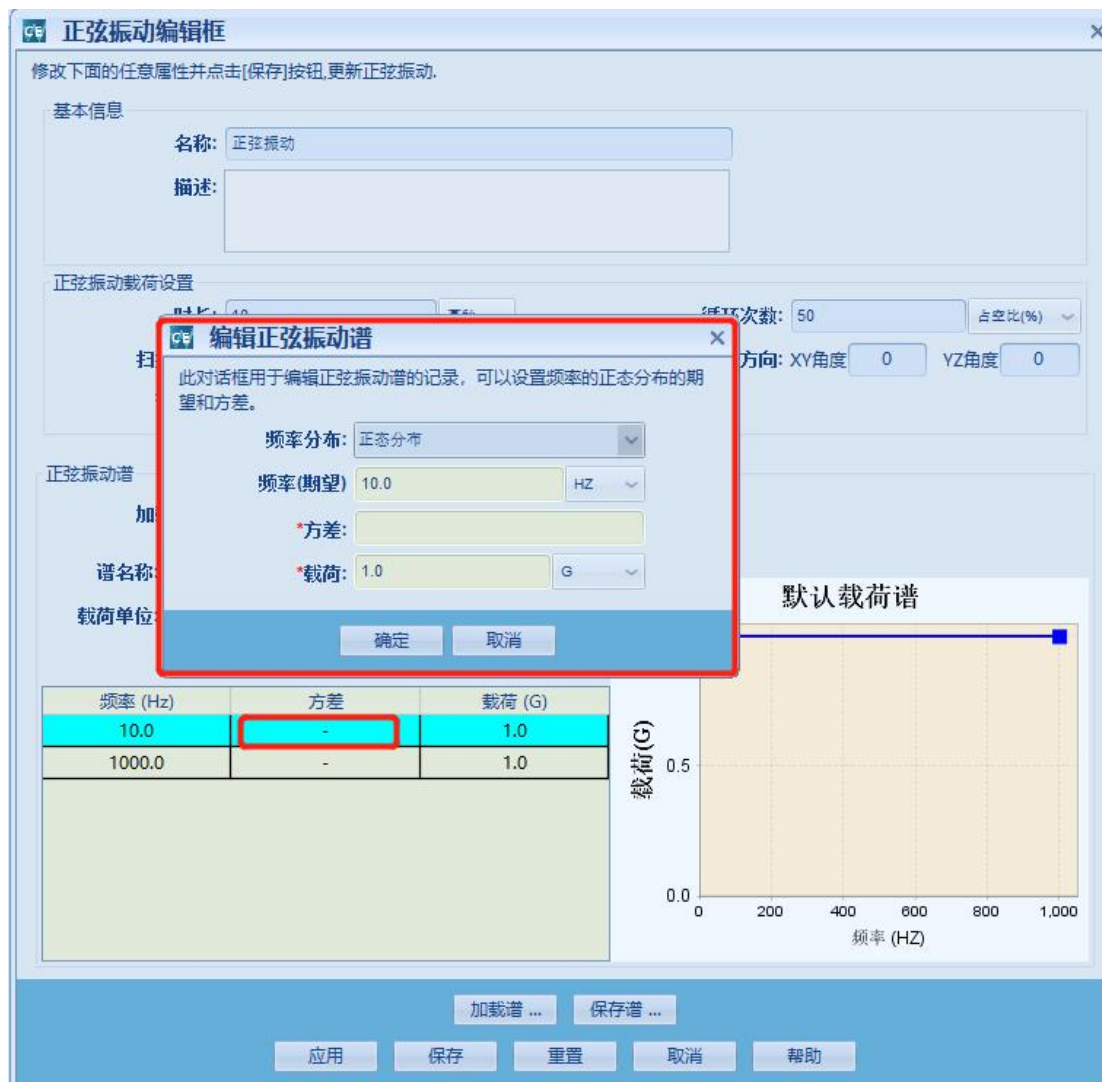 正弦振动编辑框
修改下面的任意属性并点击[保存]按钮,更新正弦振动.
基本信息
名称: 正弦振动
描述:
正弦振动载荷设置
循环次数: 50 占空比(%)
方向: XY角度 0 YZ角度 0
编辑正弦振动谱
此对话框用于编辑正弦振动谱的记录，可以设置频率的正态分布的期
望和方差。
频率分布: 正态分布
频率(期望) 10.0 HZ
*方差:
*载荷: 1.0 G
确定 取消
正弦振动谱
谱名称:
载荷单位:
频率 (Hz) 方差 载荷 (G)
10.0 - 1.0
1000.0 - 1.0
默认载荷谱
载荷(G)
0.5
0.0
0 200 400 600 800 1,000
频率 (HZ)
加载谱 ... 保存谱 ...
应用 保存 重置 取消 帮助